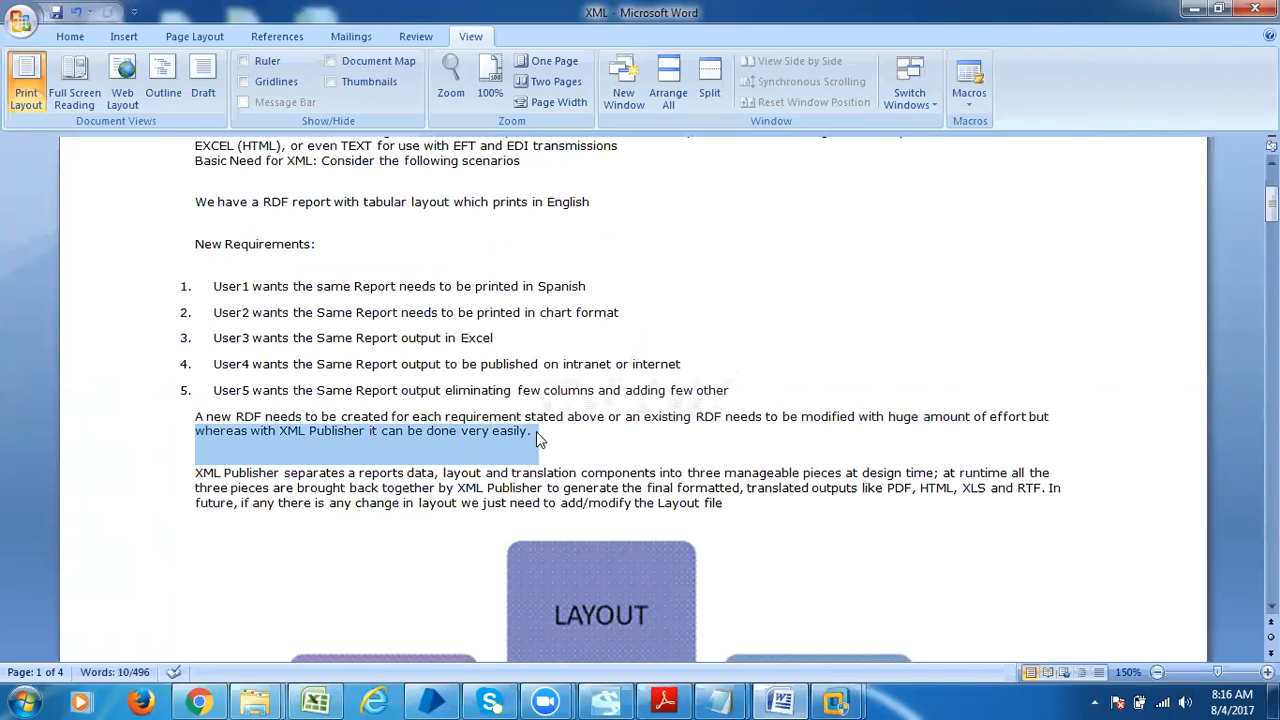 XML - Microsoft Word
Home Insert Page Layout References Mailings Review View
Print Layout
Full Screen Reading
Web Layout
Outline
Draft
Document Views
Ruler
Gridlines
Message Bar
Document Map
Thumbnails
Show/Hide
Zoom
100%
One Page
Two Pages
Page Width
Zoom
New Window
Arrange All
Split
View Side by Side
Synchronous Scrolling
Reset Window Position
Window
Switch Windows
Macros
Macros
EXCEL (HTML), or even TEXT for use with EFT and EDI transmissions
Basic Need for XML: Consider the following scenarios
We have a RDF report with tabular layout which prints in English
New Requirements:
1. User1 wants the same Report needs to be printed in Spanish
2. User2 wants the Same Report needs to be printed in chart format
3. User3 wants the Same Report output in Excel
4. User4 wants the Same Report output to be published on intranet or internet
5. User5 wants the Same Report output eliminating few columns and adding few other
A new RDF needs to be created for each requirement stated above or an existing RDF needs to be modified with huge amount of effort but
whereas with XML Publisher it can be done very easily.
XML Publisher separates a reports data, layout and translation components into three manageable pieces at design time; at runtime all the
three pieces are brought back together by XML Publisher to generate the final formatted, translated outputs like PDF, HTML, XLS and RTF. In
future, if any there is any change in layout we just need to add/modify the Layout file
LAYOUT
Page: 1 of 4 Words: 10/496
150%
8:16 AM
8/4/2017